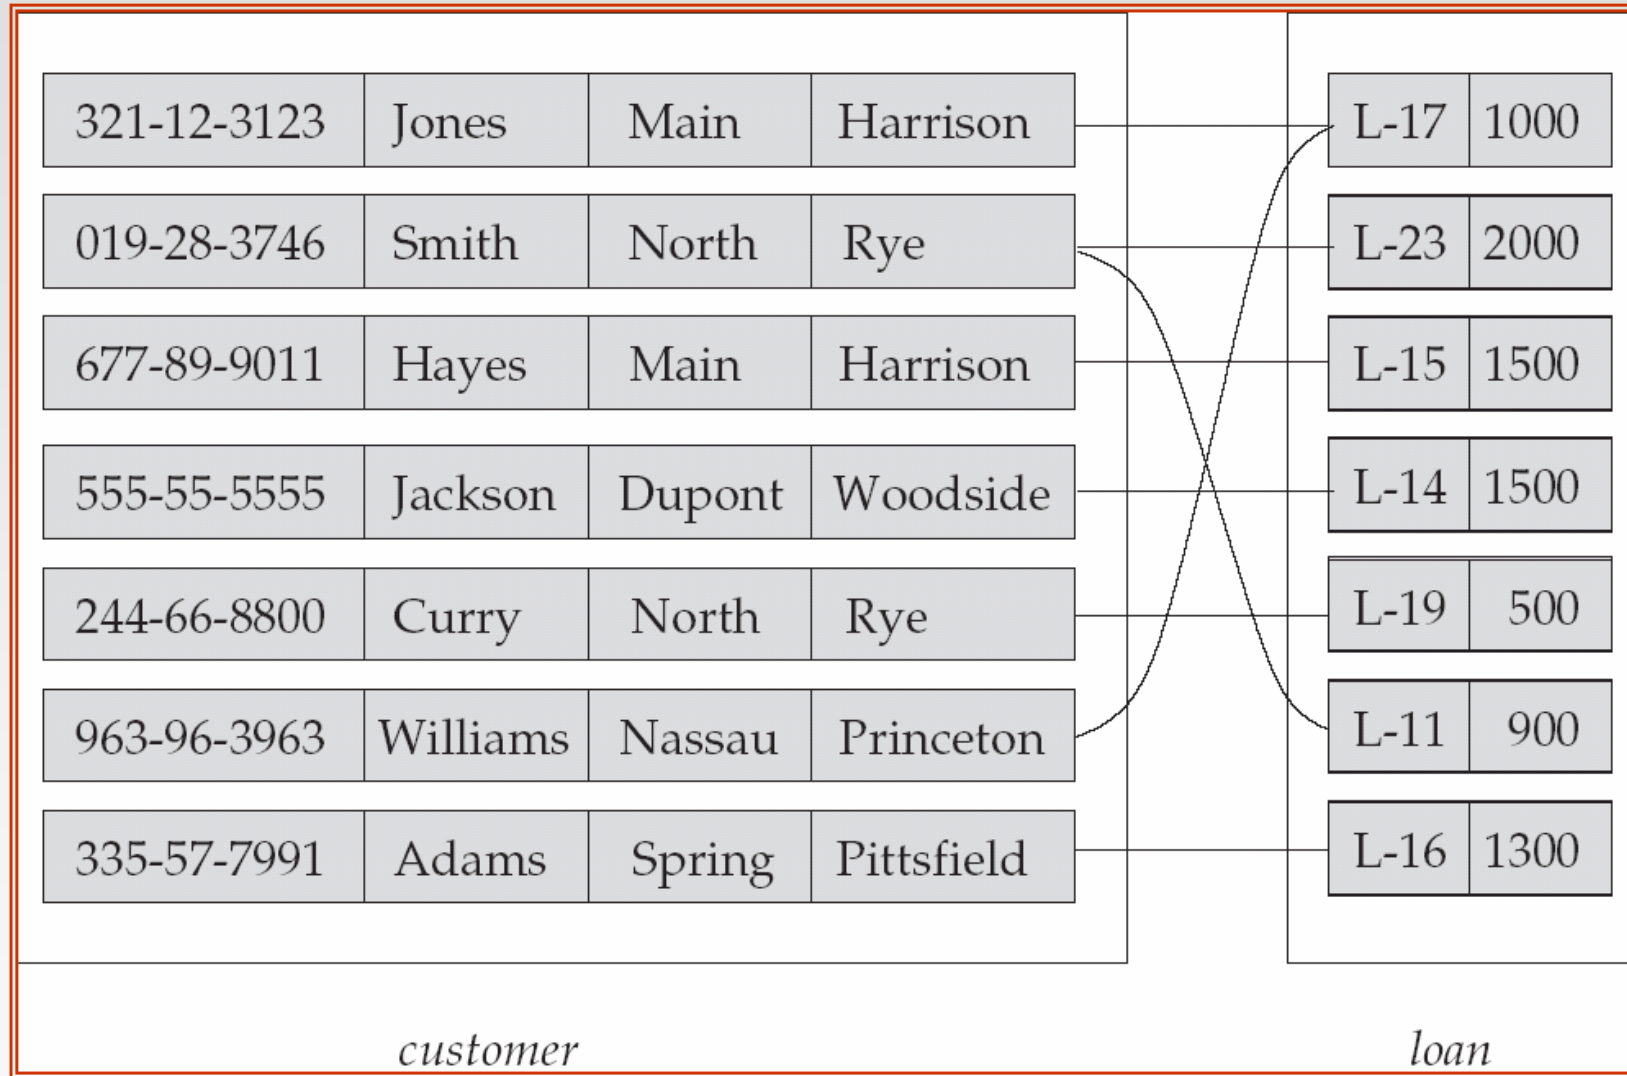 321-12-3123 Jones Main Harrison L-17 1000
019-28-3746 Smith North Rye L-23 2000
677-89-9011 Hayes Main Harrison L-15 1500
555-55-5555 Jackson Dupont Woodside L-14 1500
244-66-8800 Curry North Rye L-19 500
963-96-3963 Williams Nassau Princeton L-11 900
335-57-7991 Adams Spring Pittsfield L-16 1300
customer loan